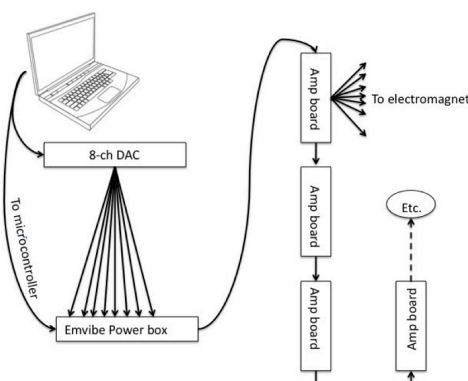 8-ch DAC
To microcontroller
Emvibe Power box
Amp board
To electromagnet
Amp board
Amp board
Amp board
Etc.